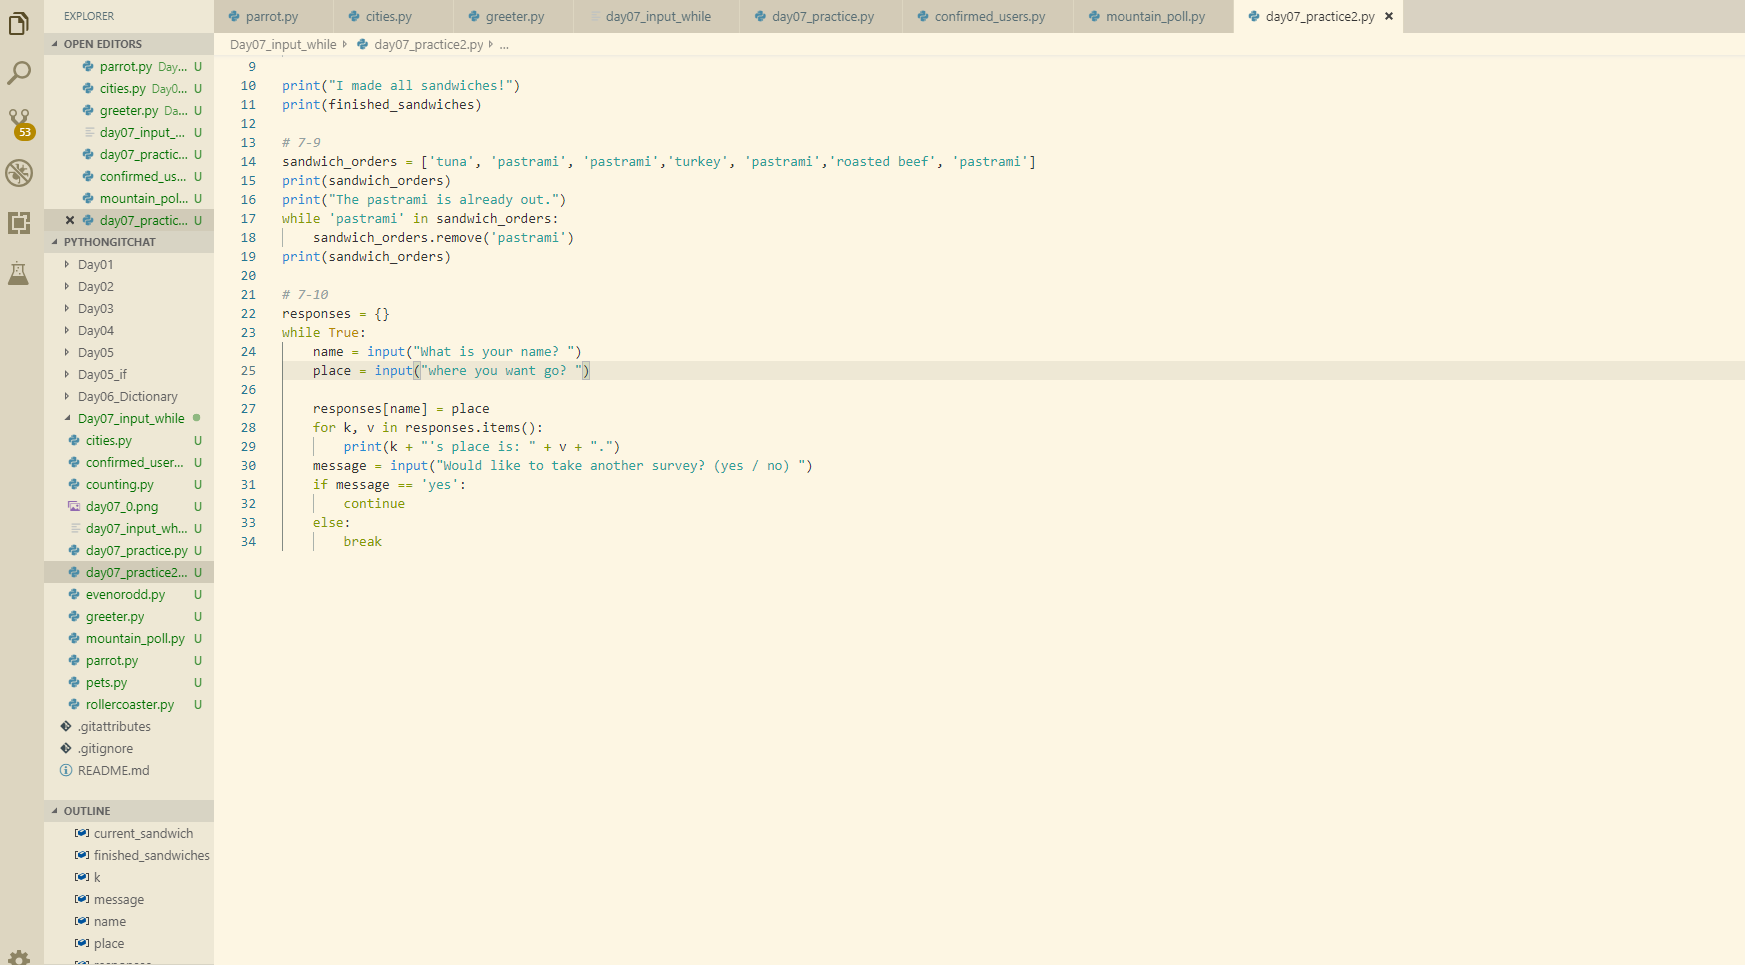 EXPLORER
OPEN EDITORS
parrot.py Day... U
cities.py Day0... U
greeter.py Da... U
day07_input_... U
day07_practic... U
confirmed_us... U
mountain_pol... U
day07_practic... U
53
PYTHONGITCHAT
Day01
Day02
Day03
Day04
Day05
Day05_if
Day06_Dictionary
Day07_input_while
cities.py U
confirmed_user... U
counting.py U
day07_0.png U
day07_input_wh... U
day07_practice.py U
day07_practice2... U
evenorodd.py U
greeter.py U
mountain_poll.py U
parrot.py U
pets.py U
rollercoaster.py U
.gitattributes
.gitignore
README.md
OUTLINE
current_sandwich
finished_sandwiches
k
message
name
place
parrot.py cities.py greeter.py day07_input_while day07_practice.py confirmed_users.py mountain_poll.py day07_practice2.py
Day07_input_while day07_practice2.py ...
9
10 print("I made all sandwiches!")
11 print(finished_sandwiches)
12
13 # 7-9
14 sandwich_orders = ['tuna', 'pastrami', 'pastrami','turkey', 'pastrami','roasted beef', 'pastrami']
15 print(sandwich_orders)
16 print("The pastrami is already out.")
17 while 'pastrami' in sandwich_orders:
18 sandwich_orders.remove('pastrami')
19 print(sandwich_orders)
20
21 # 7-10
22 responses = {}
23 while True:
24 name = input("What is your name? ")
25 place = input("where you want go? ")
26
27 responses[name] = place
28 for k, v in responses.items():
29 print(k + "'s place is: " + v + ".")
30 message = input("Would like to take another survey? (yes / no) ")
31 if message == 'yes':
32 continue
33 else:
34 break